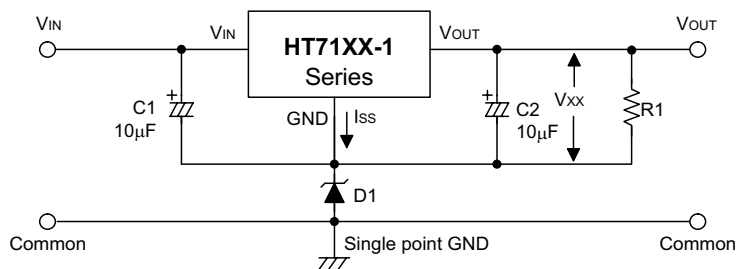 VIN
VIN
HT71XX-1
Series
VOUT
VOUT
C1
10μF
GND
ISS
C2
10μF
VXX
R1
D1
Common
Single point GND
Common